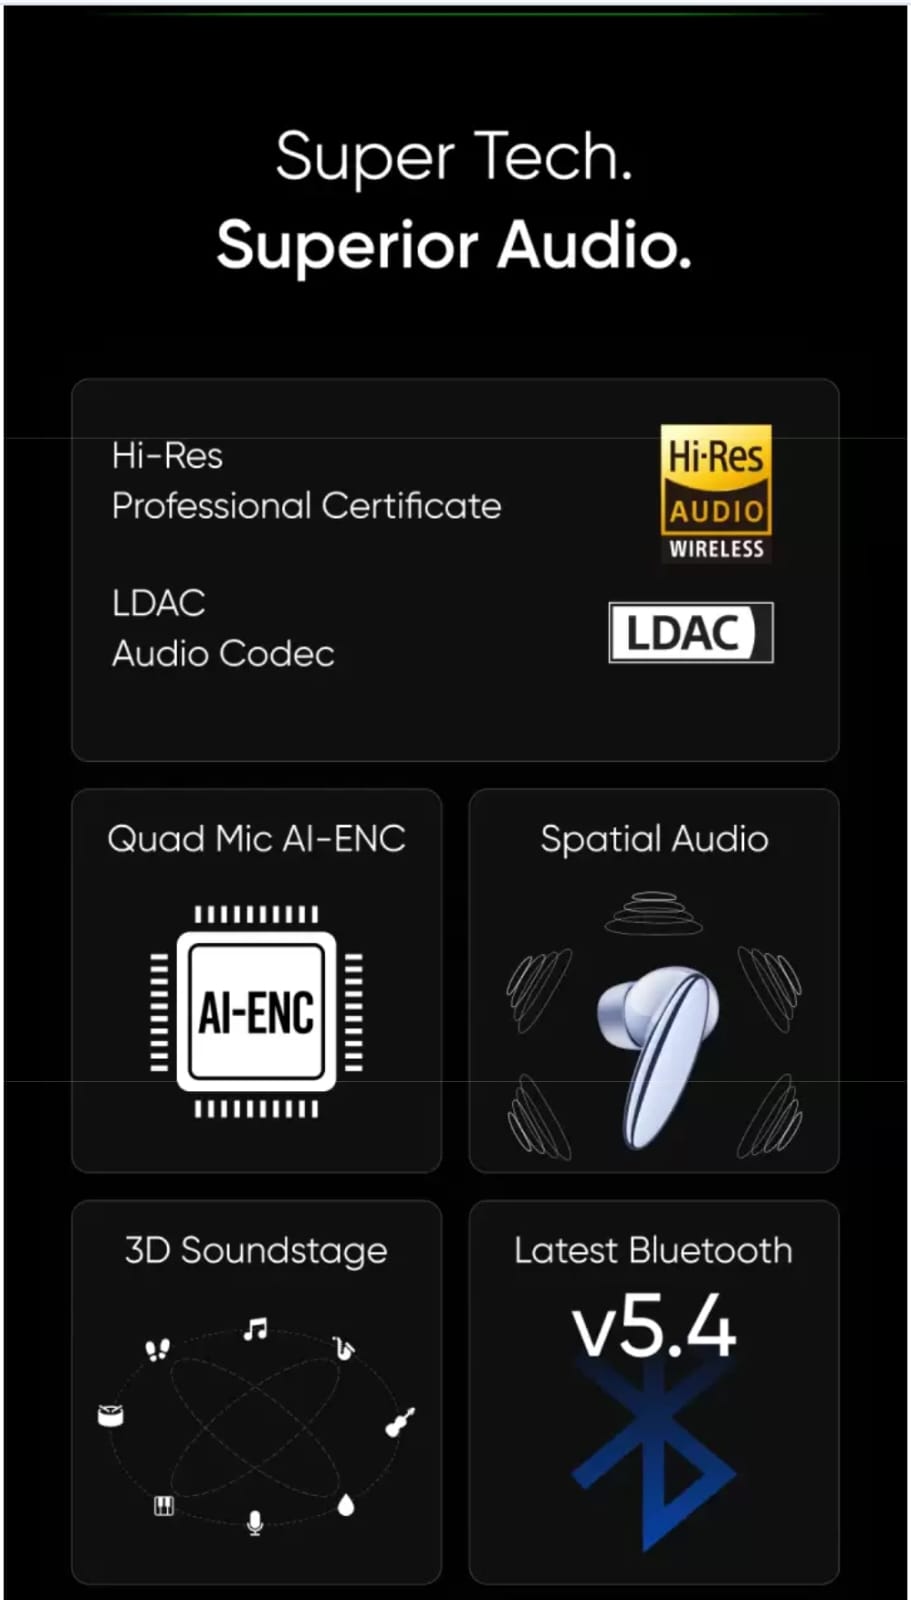 Super Tech.
Superior Audio.
Hi-Res
Professional Certificate
Hi-Res
AUDIO
WIRELESS
LDAC
Audio Codec
LDAC
Quad Mic AI-ENC
AI-ENC
Spatial Audio
3D Soundstage
Latest Bluetooth
v5.4